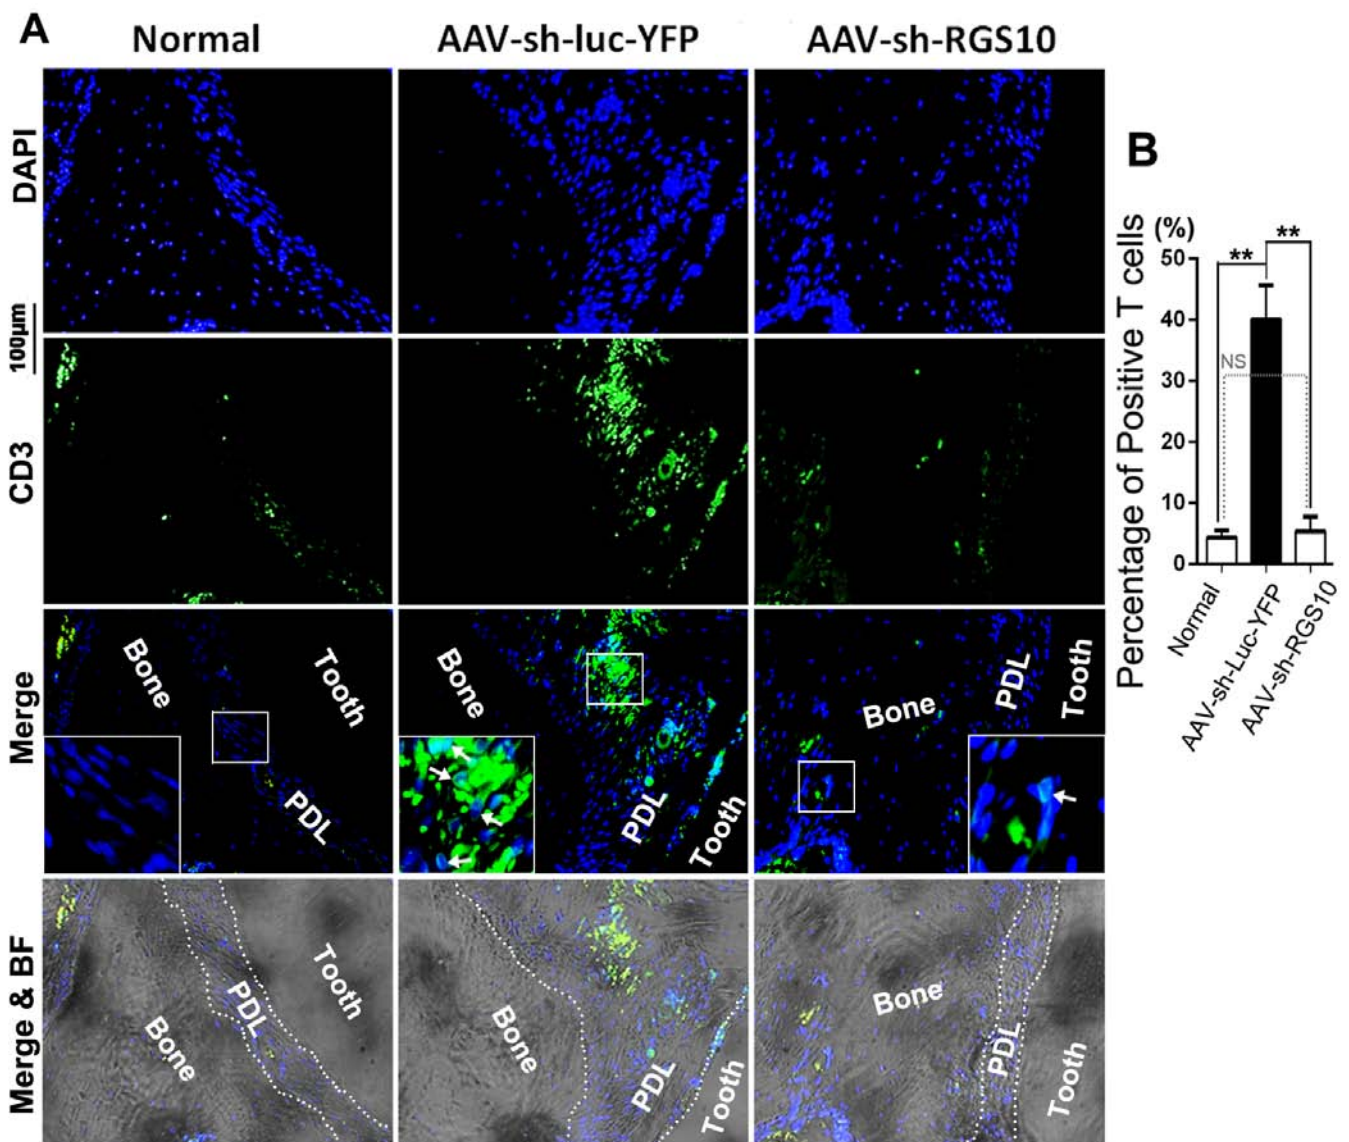 A
Normal
AAV-sh-luc-YFP
AAV-sh-RGS10
DAPI
100µm
CD3
Merge
Bone
Tooth
PDL
Bone
PDL
Tooth
Bone
PDL
Tooth
Merge & BF
PDL
Tooth
Bone
Bone
PDL
Tooth
Bone
PDL
Tooth
B
Percentage of Positive T cells
(%)
**
**
50
40
NS
30
20
10
0
Normal
AAV-sh-Luc-YFP
AAV-sh-RGS10